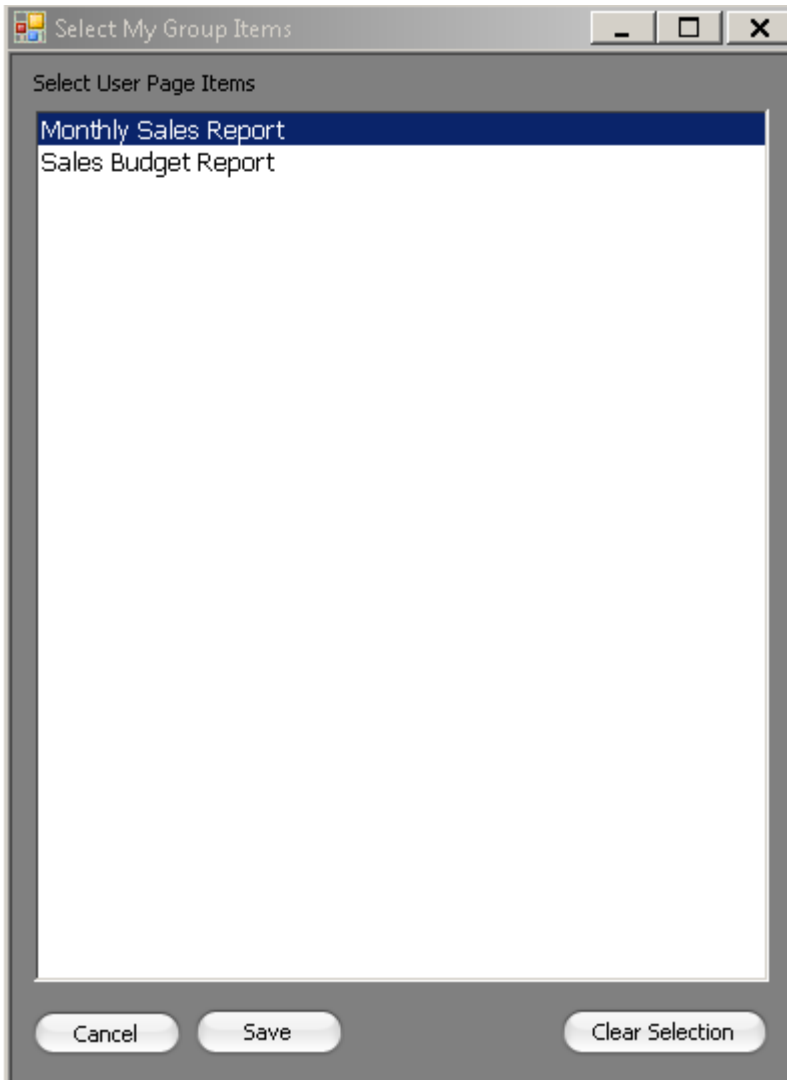 Select My Group Items
Select User Page Items
Monthly Sales Report
Sales Budget Report
Cancel Save Clear Selection